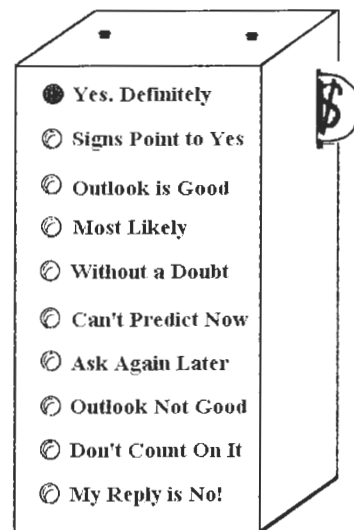 $
Yes. Definitely
Signs Point to Yes
Outlook is Good
Most Likely
Without a Doubt
Can't Predict Now
Ask Again Later
Outlook Not Good
Don't Count On It
My Reply is No!